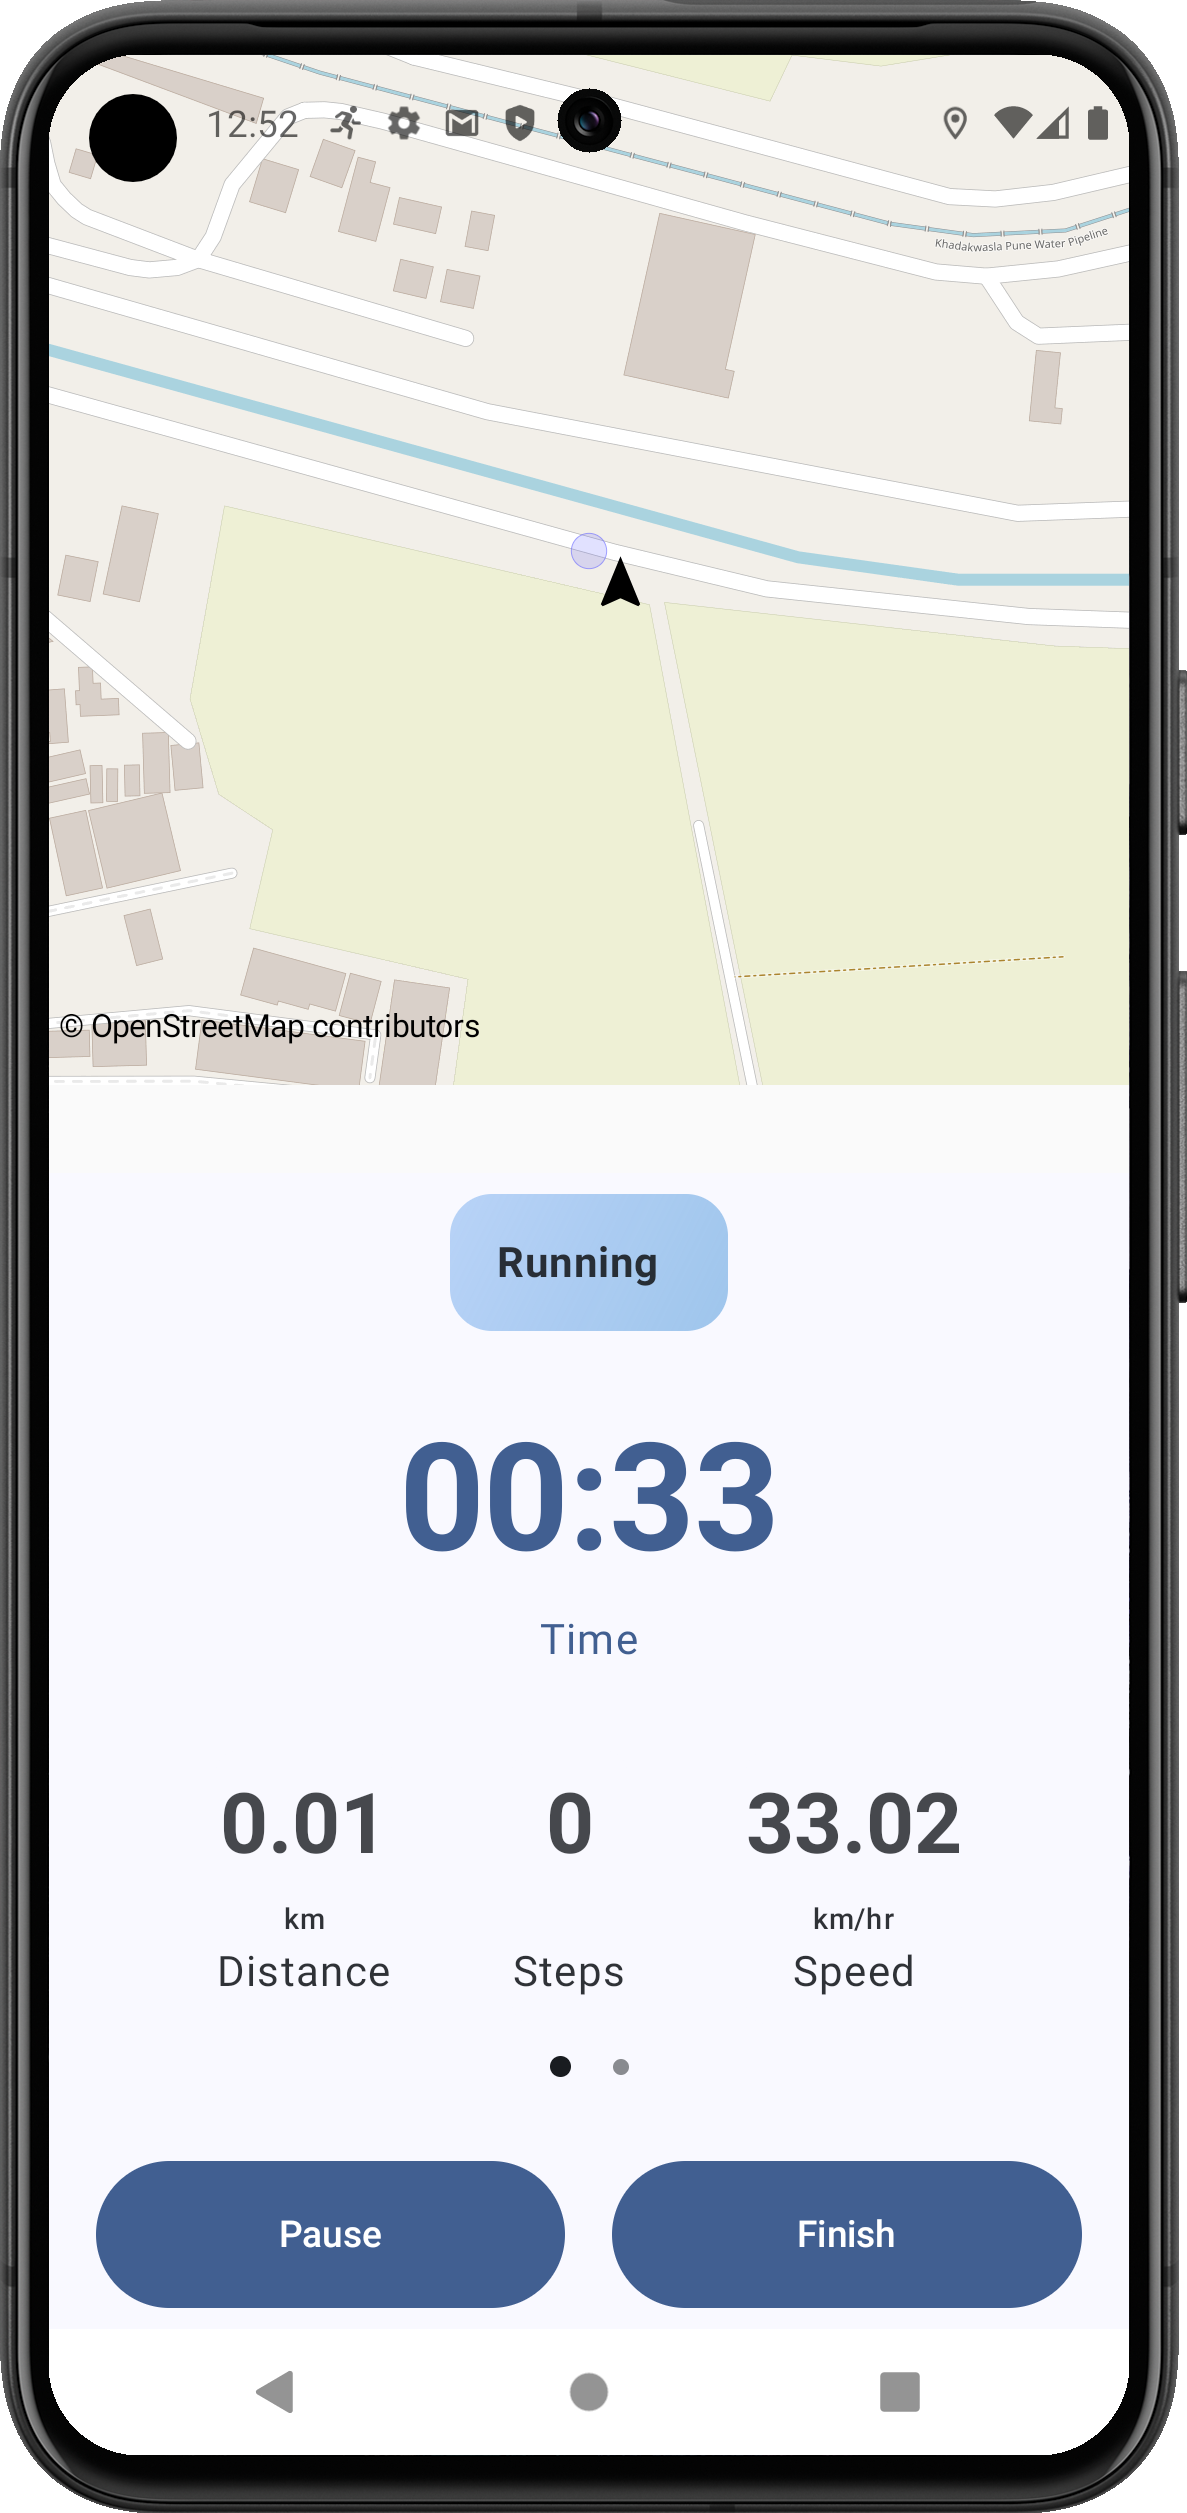 12:52
Khadakwasla Pune Water Pipeline
© OpenStreetMap contributors
Running
00:33
Time
0.01 0 33.02
km km/hr
Distance Steps Speed
Pause Finish